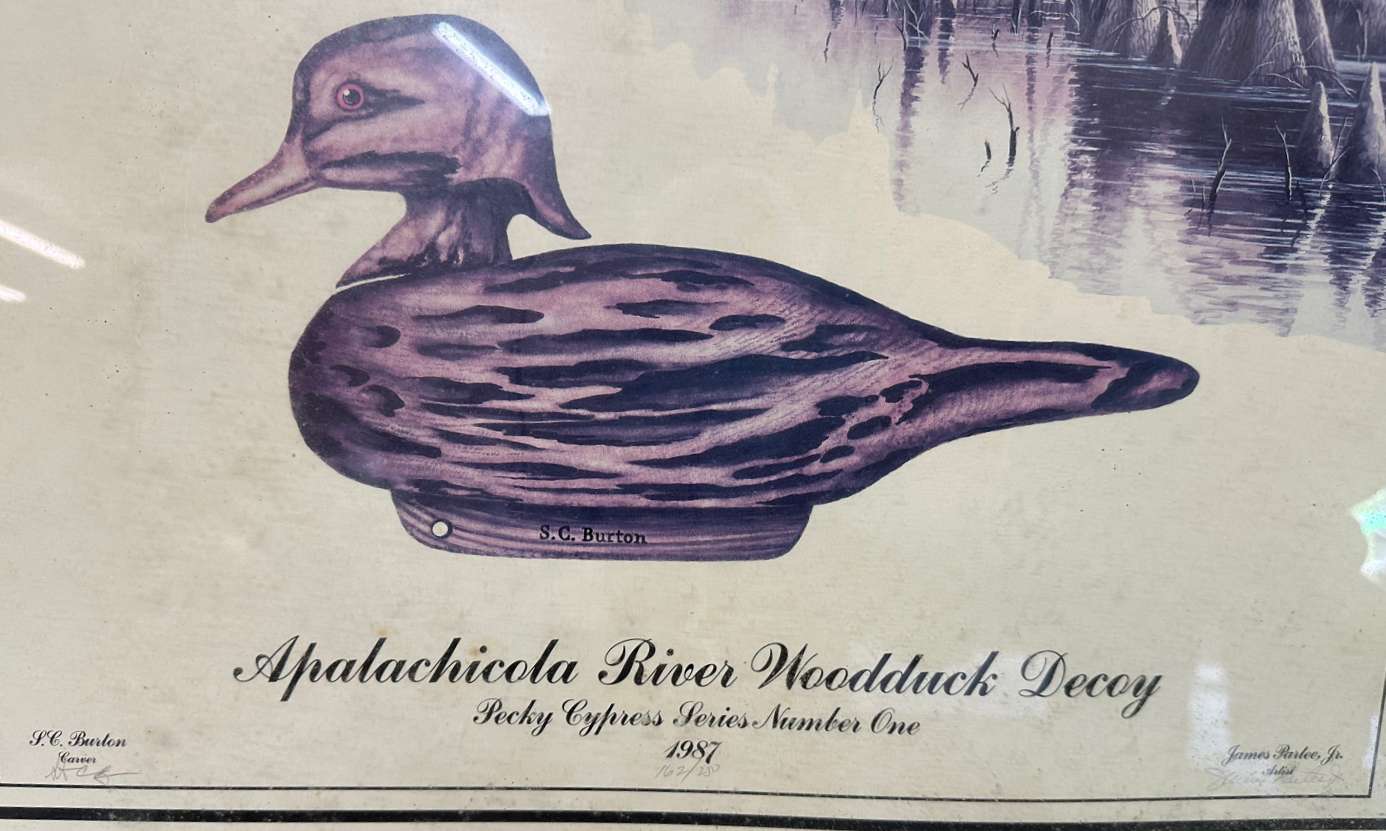 S.C. Burton
Apalachicola River Woodduck Decoy
Pecky Cypress Series Number One
1987
S.C. Burton
Carver
James Partee, Jr.
Artist